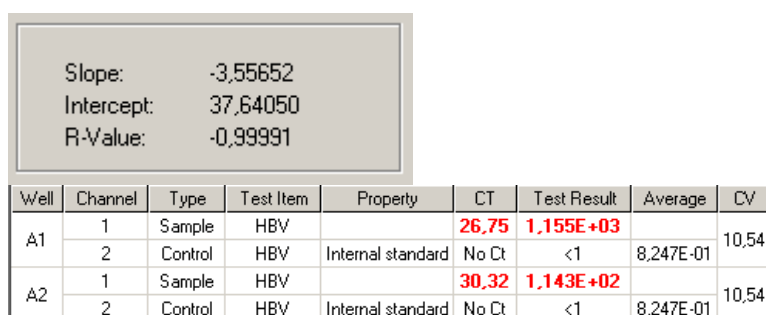 Slope: -3,55652
Intercept: 37,64050
R-Value: -0,99991
Well Channel Type Test Item Property CT Test Result Average CV
A1 1 Sample HBV 26,75 1,155E+03 10,54
2 Control HBV Internal standard No Ct <1 8,247E-01
A2 1 Sample HBV 30,32 1,143E+02 10,54
2 Control HBV Internal standard No Ct <1 8,247E-01